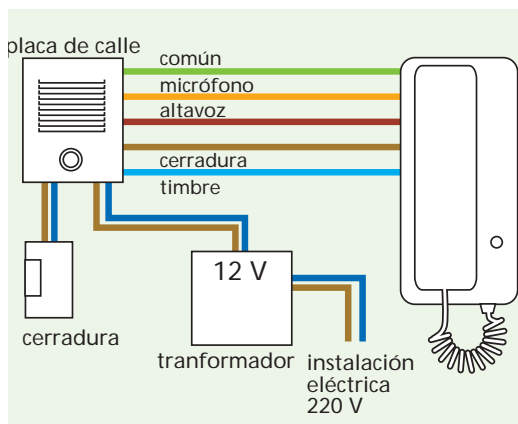 placa de calle
común
micrófono
altavoz
cerradura
timbre
12 V
cerradura
tranformador
instalación
eléctrica
220 V